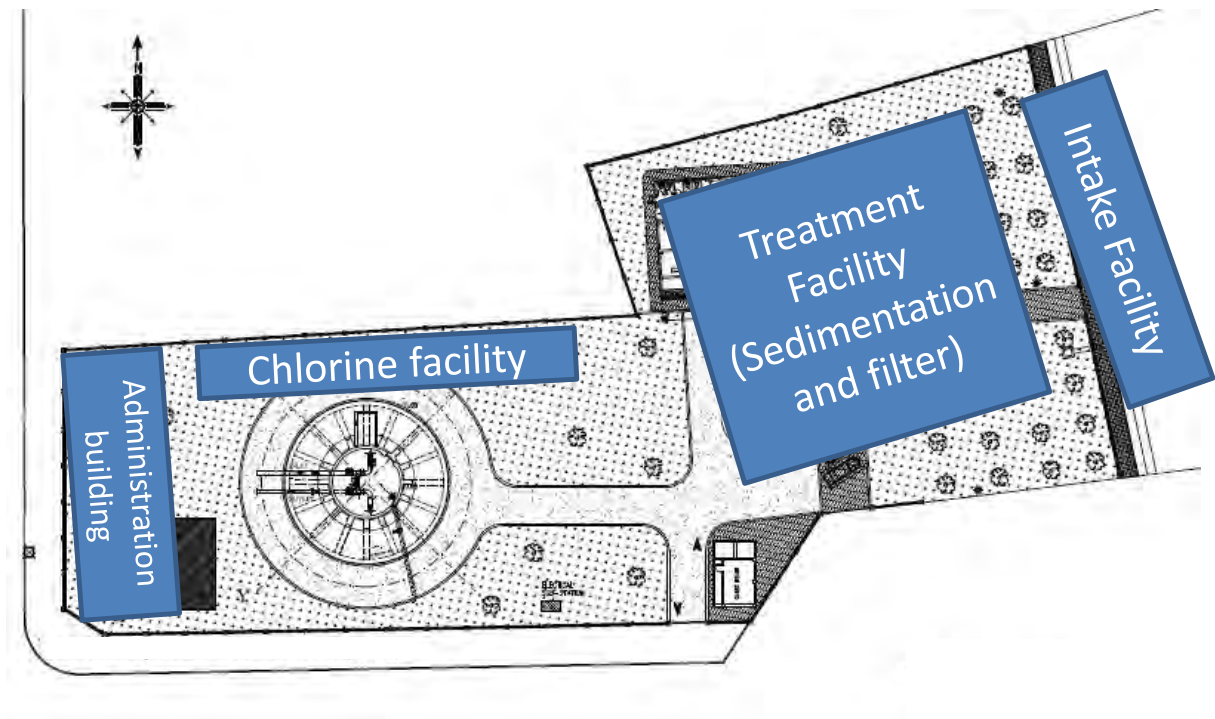 N
Intake Facility
Treatment
Facility
(Sedimentation
and filter)
Chlorine facility
Administration
building
ELECTRICAL
SUB-STATION